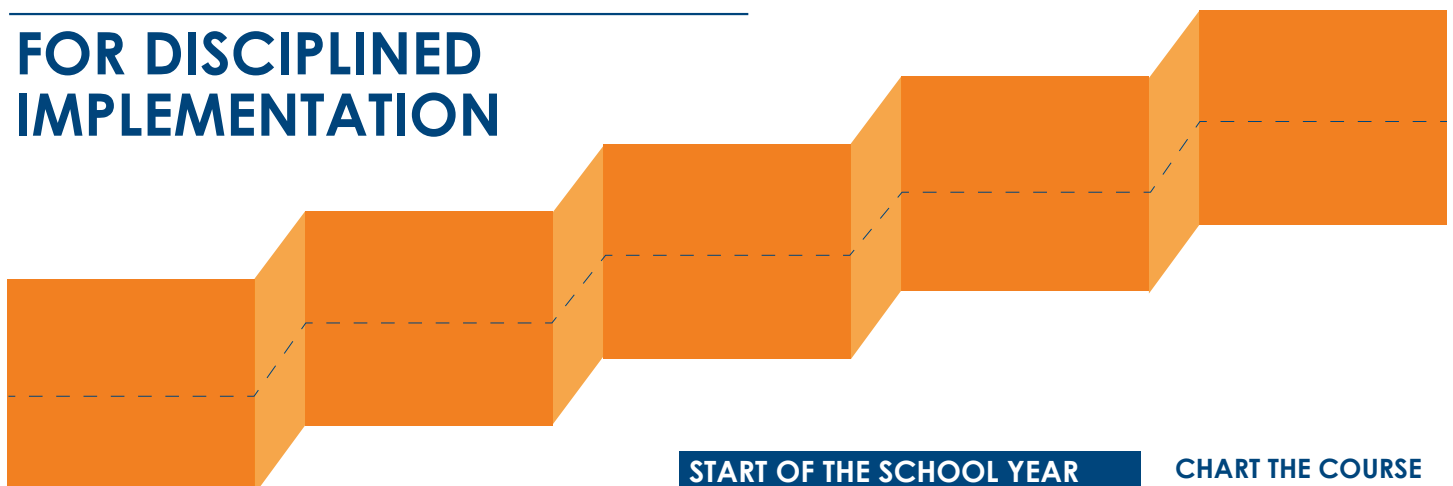 FOR DISCIPLINED
IMPLEMENTATION
START OF THE SCHOOL YEAR
CHART THE COURSE